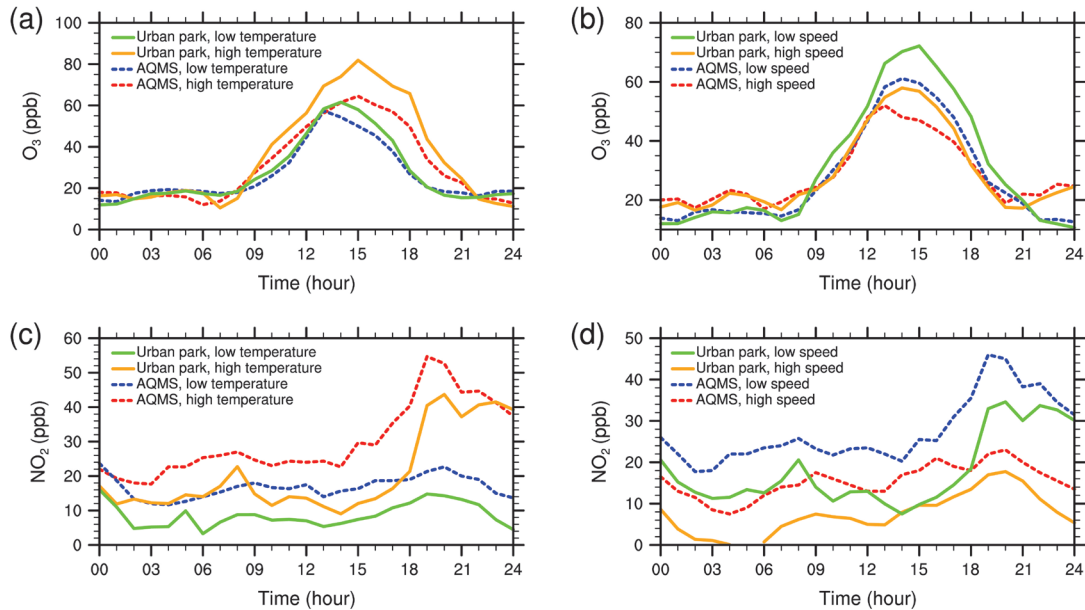 (a)
100
80
60
40
20
0
O₃ (ppb)
Urban park, low temperature
Urban park, high temperature
AQMS, low temperature
AQMS, high temperature
00 03 06 09 12 15 18 21 24
Time (hour)
(b)
80
60
40
20
O₃ (ppb)
Urban park, low speed
Urban park, high speed
AQMS, low speed
AQMS, high speed
00 03 06 09 12 15 18 21 24
Time (hour)
(c)
60
50
40
30
20
10
0
NO₂ (ppb)
Urban park, low temperature
Urban park, high temperature
AQMS, low temperature
AQMS, high temperature
00 03 06 09 12 15 18 21 24
Time (hour)
(d)
50
40
30
20
10
0
NO₂ (ppb)
Urban park, low speed
Urban park, high speed
AQMS, low speed
AQMS, high speed
00 03 06 09 12 15 18 21 24
Time (hour)